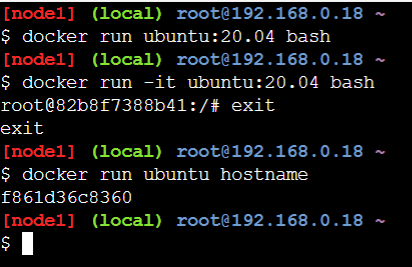 [node1] (local) root@192.168.0.18 ~
$ docker run ubuntu:20.04 bash
[node1] (local) root@192.168.0.18 ~
$ docker run -it ubuntu:20.04 bash
root@82b8f7388b41:/# exit
exit
[node1] (local) root@192.168.0.18 ~
$ docker run ubuntu hostname
f861d36c8360
[node1] (local) root@192.168.0.18 ~
$